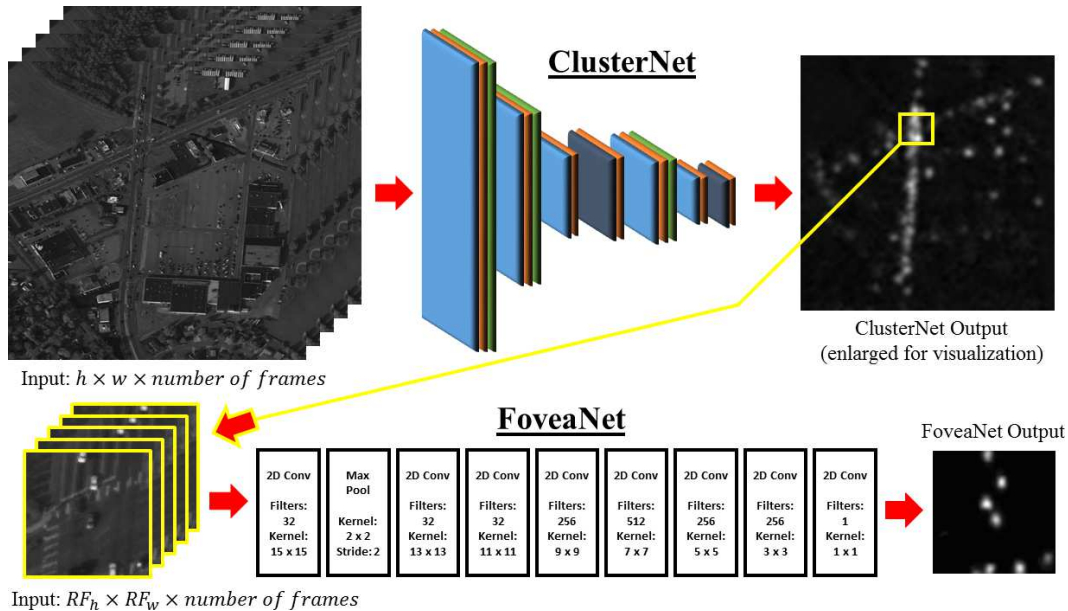 ClusterNet
ClusterNet Output
(enlarged for visualization)
Input: h × w × number of frames
FoveaNet
FoveaNet Output
2D Conv
Filters:
32
Kernel:
15 x 15
Max
Pool
Kernel:
2 x 2
Stride: 2
2D Conv
Filters:
32
Kernel:
13 x 13
2D Conv
Filters:
32
Kernel:
11 x 11
2D Conv
Filters:
256
Kernel:
9 x 9
2D Conv
Filters:
512
Kernel:
7 x 7
2D Conv
Filters:
256
Kernel:
5 x 5
2D Conv
Filters:
256
Kernel:
3 x 3
2D Conv
Filters:
1
Kernel:
1 x 1
Input: RF_h × RF_w × number of frames